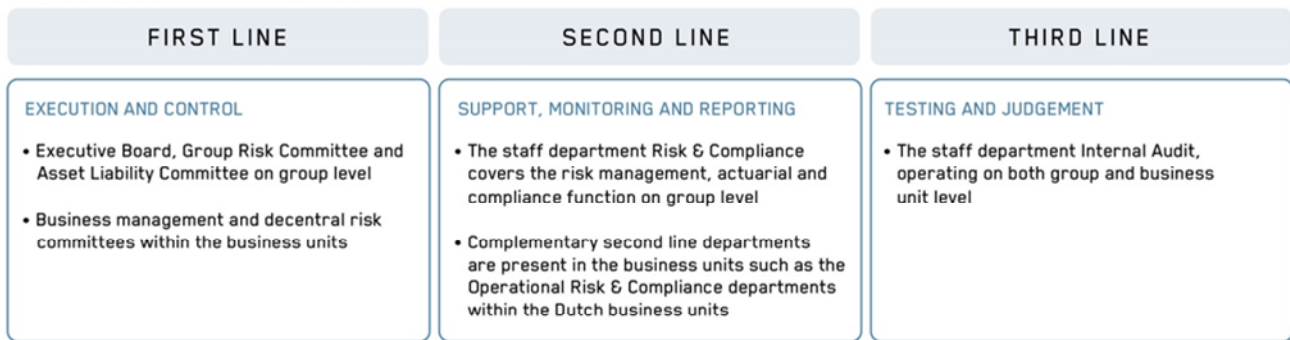 FIRST LINE
SECOND LINE
THIRD LINE
EXECUTION AND CONTROL
• Executive Board, Group Risk Committee and
Asset Liability Committee on group level
• Business management and decentral risk
committees within the business units
SUPPORT, MONITORING AND REPORTING
• The staff department Risk & Compliance
covers the risk management, actuarial and
compliance function on group level
• Complementary second line departments
are present in the business units such as the
Operational Risk & Compliance departments
within the Dutch business units
TESTING AND JUDGEMENT
• The staff department Internal Audit,
operating on both group and business
unit level